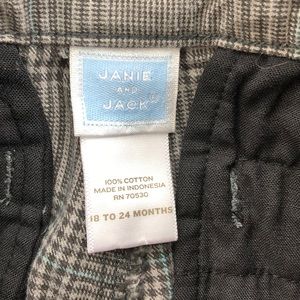 JANIE
AND
JACK
100% COTTON
MADE IN INDONESIA
RN 70530
18 TO 24 MONTHS